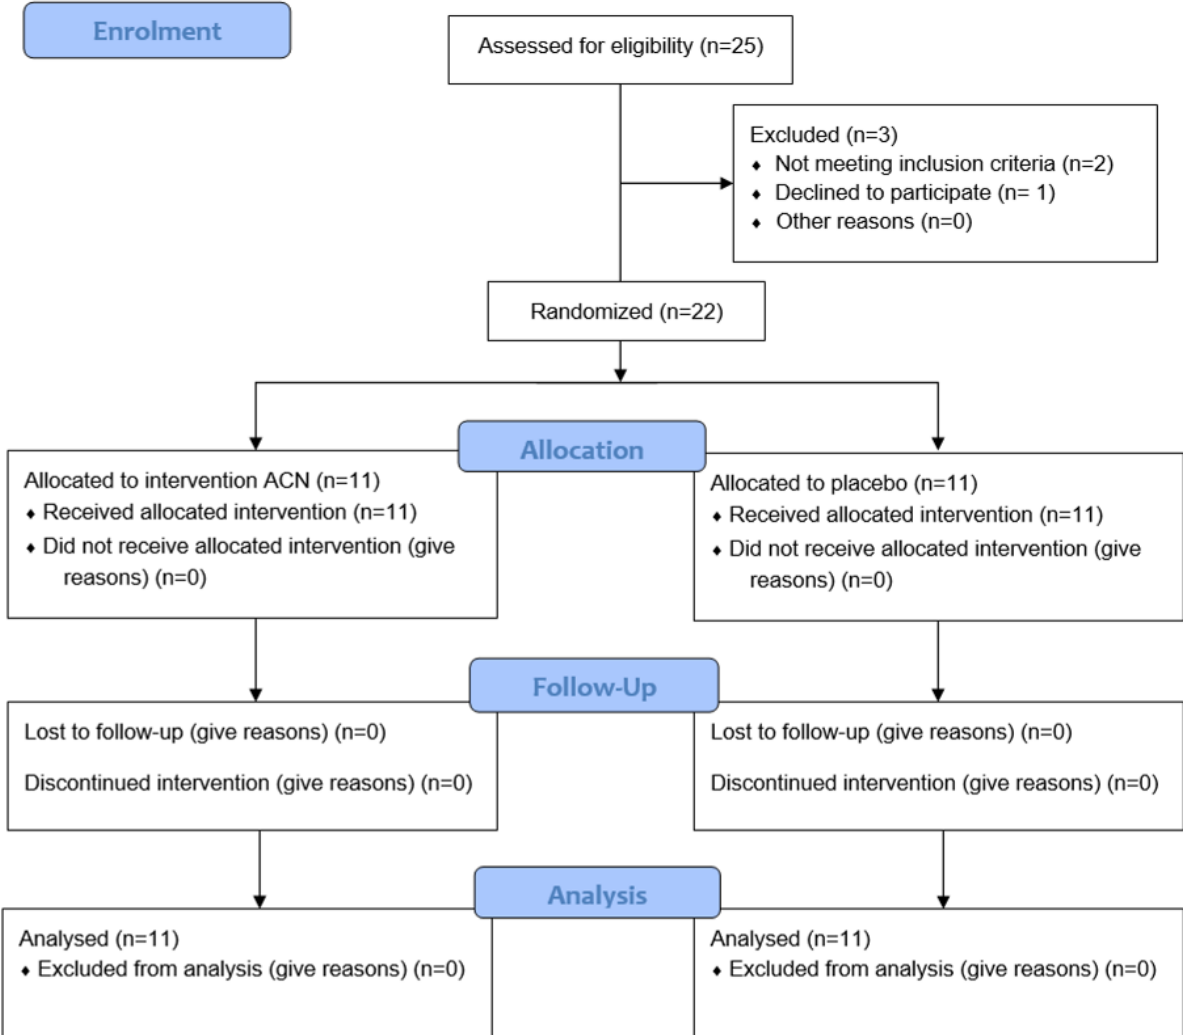 Enrolment
Assessed for eligibility (n=25)
Excluded (n=3)
♦ Not meeting inclusion criteria (n=2)
♦ Declined to participate (n= 1)
♦ Other reasons (n=0)
Randomized (n=22)
Allocation
Allocated to intervention ACN (n=11)
♦ Received allocated intervention (n=11)
♦ Did not receive allocated intervention (give
reasons) (n=0)
Allocated to placebo (n=11)
♦ Received allocated intervention (n=11)
♦ Did not receive allocated intervention (give
reasons) (n=0)
Follow-Up
Lost to follow-up (give reasons) (n=0)
Discontinued intervention (give reasons) (n=0)
Lost to follow-up (give reasons) (n=0)
Discontinued intervention (give reasons) (n=0)
Analysis
Analysed (n=11)
♦ Excluded from analysis (give reasons) (n=0)
Analysed (n=11)
♦ Excluded from analysis (give reasons) (n=0)